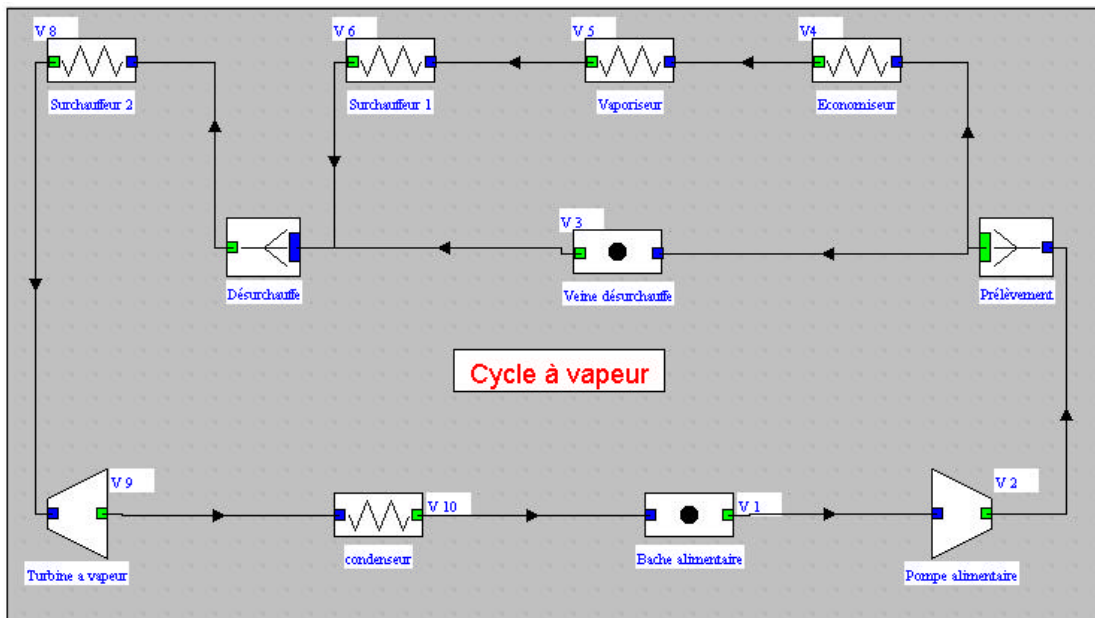 V 8
V 6
V 5
V4
Surchauffeur 2
Surchauffeur 1
Vaporiseur
Economiseur
V 3
Désurchauffe
Veine désurchauffe
Prélèvement
Cycle à vapeur
V 9
V 10
V 1
V 2
Turbine a vapeur
condenseur
Bache alimentaire
Pompe alimentaire